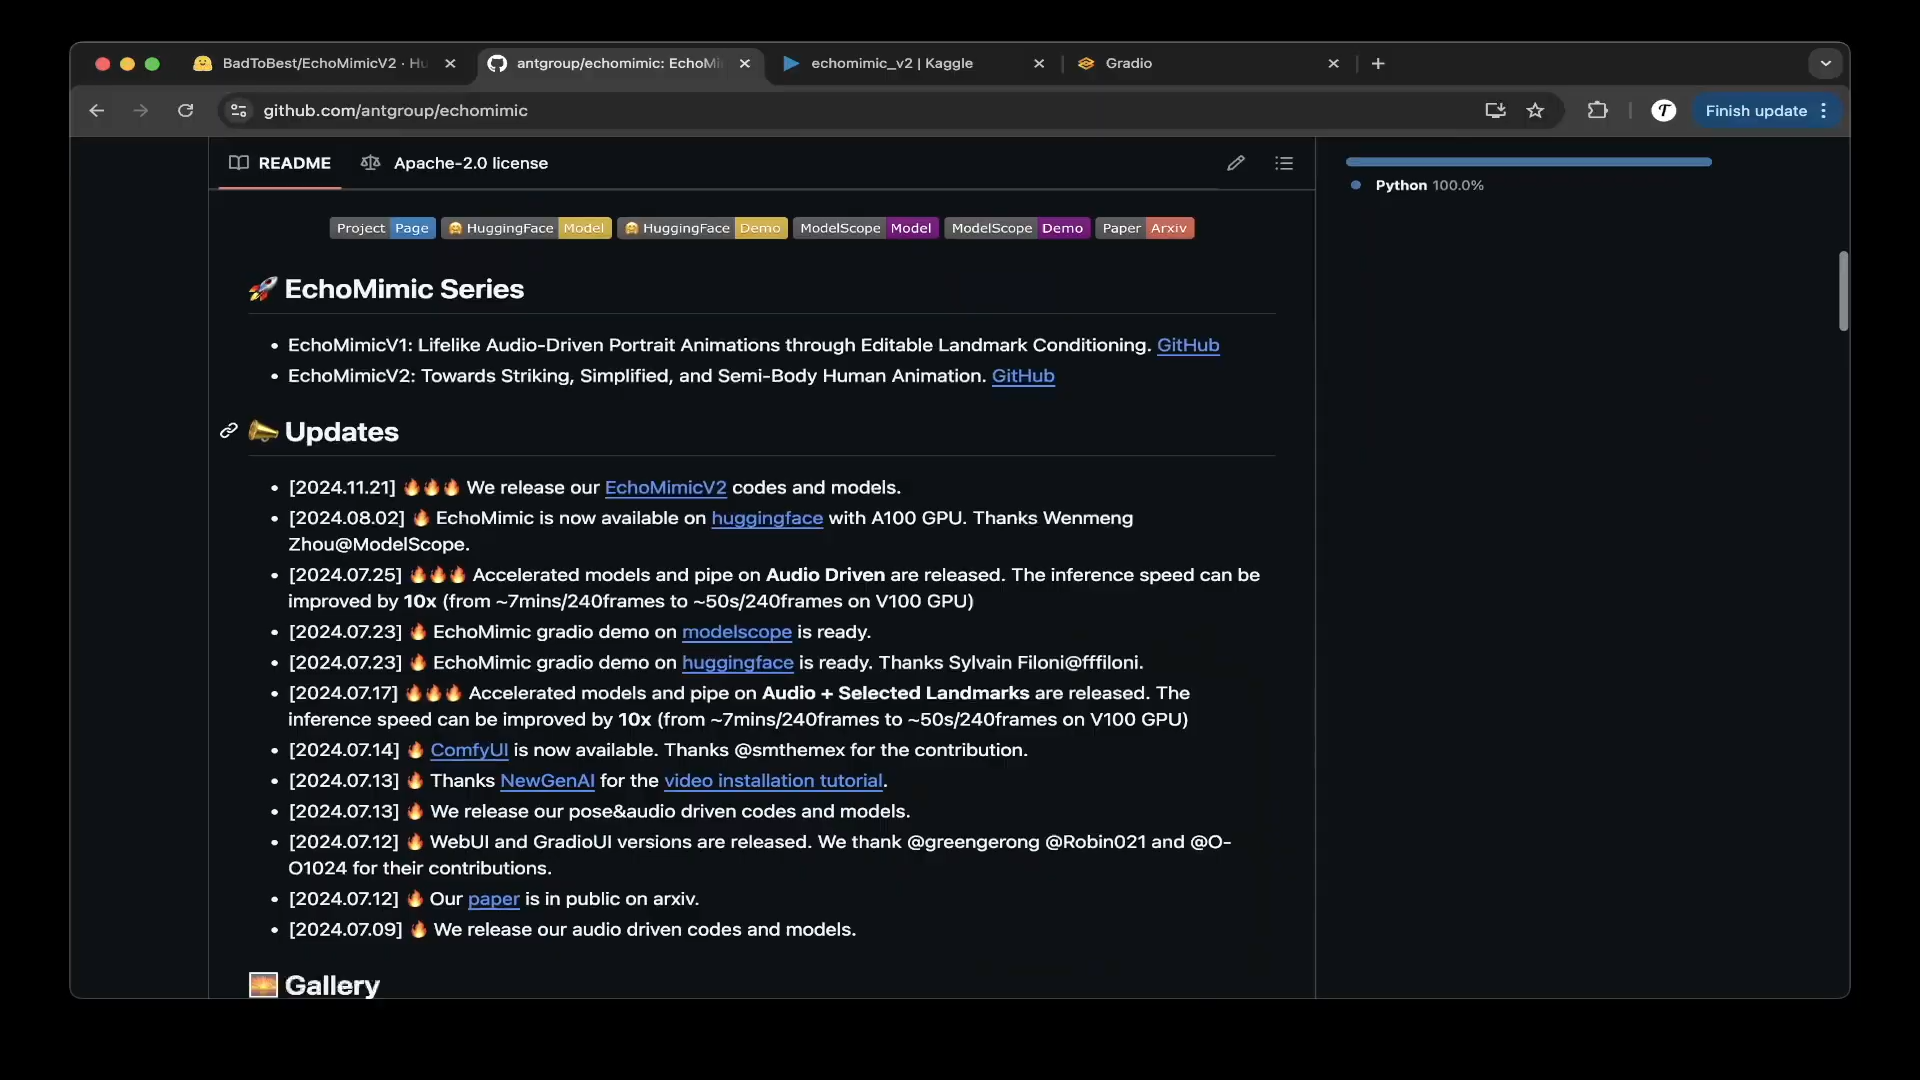 BadToBest/EchoMimicV2 · Hu
antgroup/echomimic: EchoMi
echomimic_v2 | Kaggle
Gradio
github.com/antgroup/echomimic
Finish update
README
Apache-2.0 license
Python 100.0%
Project Page
HuggingFace Model
HuggingFace Demo
ModelScope Model
ModelScope Demo
Paper Arxiv
🚀 EchoMimic Series
• EchoMimicV1: Lifelike Audio-Driven Portrait Animations through Editable Landmark Conditioning. GitHub
• EchoMimicV2: Towards Striking, Simplified, and Semi-Body Human Animation. GitHub
📣 Updates
• [2024.11.21] 🔥🔥🔥 We release our EchoMimicV2 codes and models.
• [2024.08.02] 🔥 EchoMimic is now available on huggingface with A100 GPU. Thanks Wenmeng
Zhou@ModelScope.
• [2024.07.25] 🔥🔥🔥 Accelerated models and pipe on Audio Driven are released. The inference speed can be
improved by 10x (from ~7mins/240frames to ~50s/240frames on V100 GPU)
• [2024.07.23] 🔥 EchoMimic gradio demo on modelscope is ready.
• [2024.07.23] 🔥 EchoMimic gradio demo on huggingface is ready. Thanks Sylvain Filoni@fffiloni.
• [2024.07.17] 🔥🔥🔥 Accelerated models and pipe on Audio + Selected Landmarks are released. The
inference speed can be improved by 10x (from ~7mins/240frames to ~50s/240frames on V100 GPU)
• [2024.07.14] 🔥 ComfyUI is now available. Thanks @smthemex for the contribution.
• [2024.07.13] 🔥 Thanks NewGenAI for the video installation tutorial.
• [2024.07.13] 🔥 We release our pose&audio driven codes and models.
• [2024.07.12] 🔥 WebUI and GradioUI versions are released. We thank @greengerong @Robin021 and @O-
O1024 for their contributions.
• [2024.07.12] 🔥 Our paper is in public on arxiv.
• [2024.07.09] 🔥 We release our audio driven codes and models.
🌅 Gallery